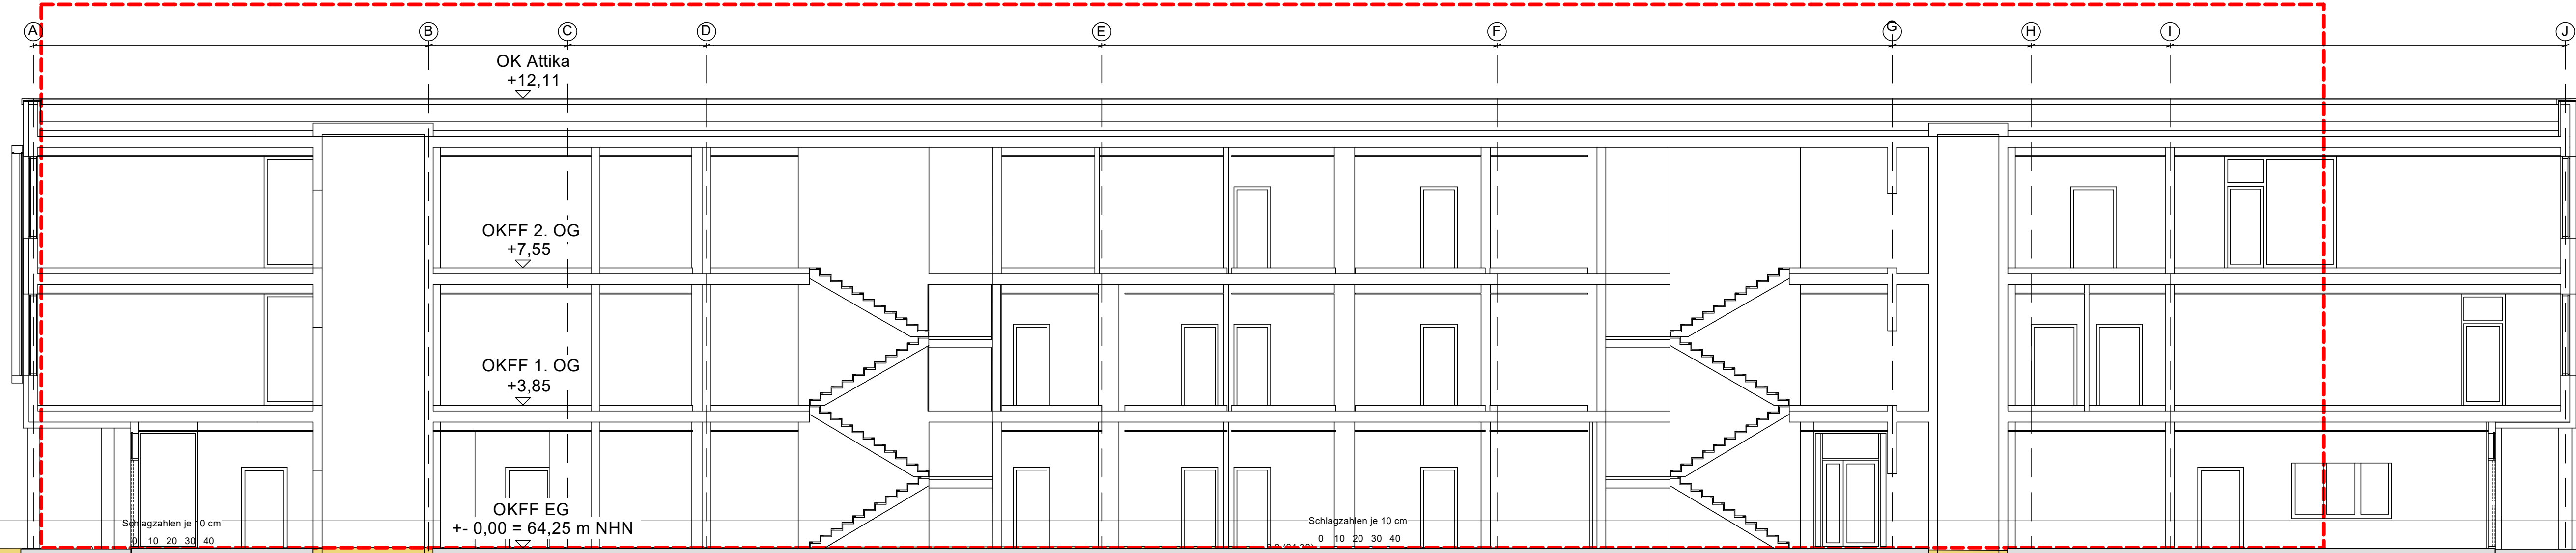 A B C D E F G H I J
OK Attika
+12,11
OKFF 2. OG
+7,55
OKFF 1. OG
+3,85
OKFF EG
+- 0,00 = 64,25 m NHN
Schlagzahlen je 10 cm
0 10 20 30 40
Schlagzahlen je 10 cm
0 10 20 30 40